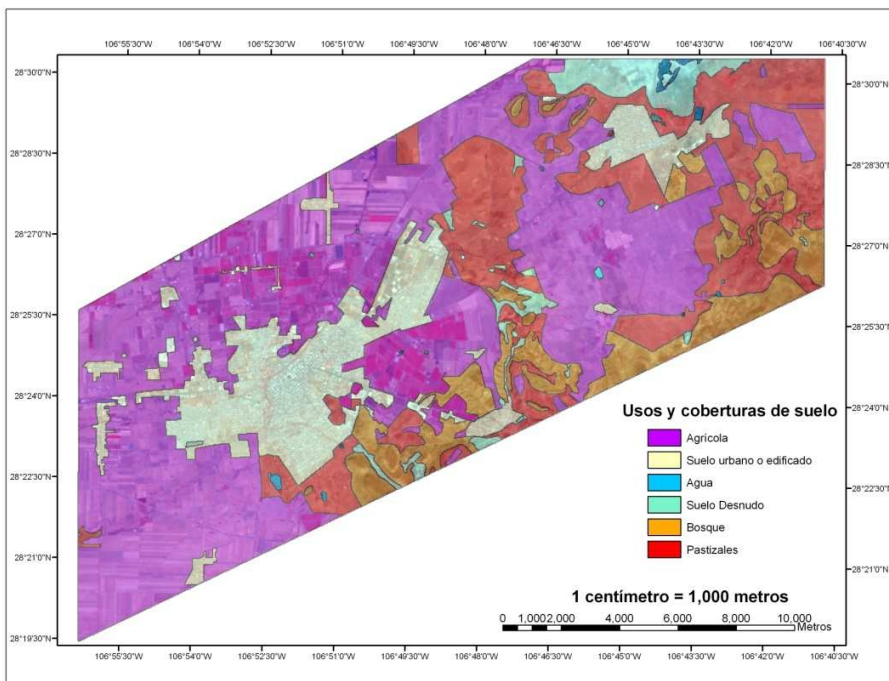 106°55'30"W 106°54'0"W 106°52'30"W 106°51'0"W 106°49'30"W 106°48'0"W 106°46'30"W 106°45'0"W 106°43'30"W 106°42'0"W 106°40'30"W
28°30'0"N 28°30'0"N
28°28'30"N 28°28'30"N
28°27'0"N 28°27'0"N
28°25'30"N 28°25'30"N
28°24'0"N 28°24'0"N
28°22'30"N 28°22'30"N
28°21'0"N 28°21'0"N
28°19'30"N
Usos y coberturas de suelo
Agrícola
Suelo urbano o edificado
Agua
Suelo Desnudo
Bosque
Pastizales
1 centímetro = 1,000 metros
0 1,000 2,000 4,000 6,000 8,000 10,000
Metros
106°55'30"W 106°54'0"W 106°52'30"W 106°51'0"W 106°49'30"W 106°48'0"W 106°46'30"W 106°45'0"W 106°43'30"W 106°42'0"W 106°40'30"W